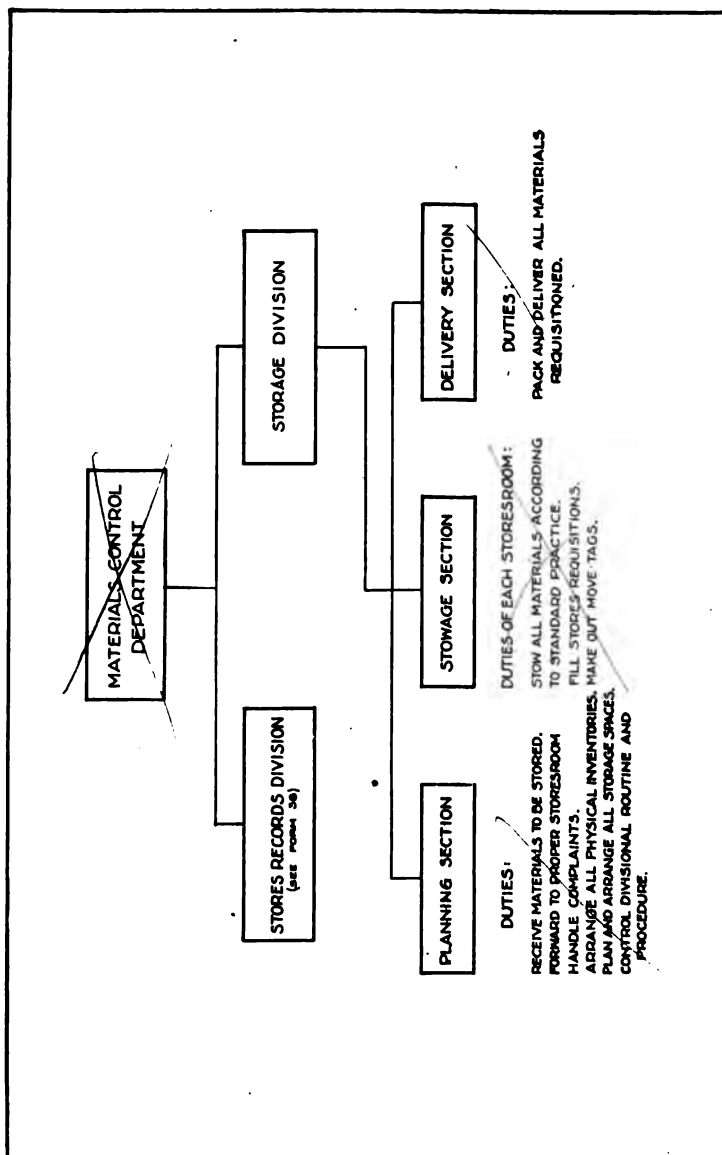 MATERIALS CONTROL
DEPARTMENT
STORES RECORDS DIVISION
(SEE FORM 38)
STORAGE DIVISION
PLANNING SECTION
STOWAGE SECTION
DELIVERY SECTION
DUTIES:
RECEIVE MATERIALS TO BE STORED.
FORWARD TO PROPER STORESROOM
HANDLE COMPLAINTS.
ARRANGE ALL PHYSICAL INVENTORIES.
PLAN AND ARRANGE ALL STORAGE SPACES.
CONTROL DIVISIONAL ROUTINE AND
PROCEDURE.
DUTIES OF EACH STORESROOM:
STOW ALL MATERIALS ACCORDING
TO STANDARD PRACTICE.
FILL STORES REQUISITIONS.
MAKE OUT MOVE TAGS.
DUTIES:
PACK AND DELIVER ALL MATERIALS
REQUISITIONED.